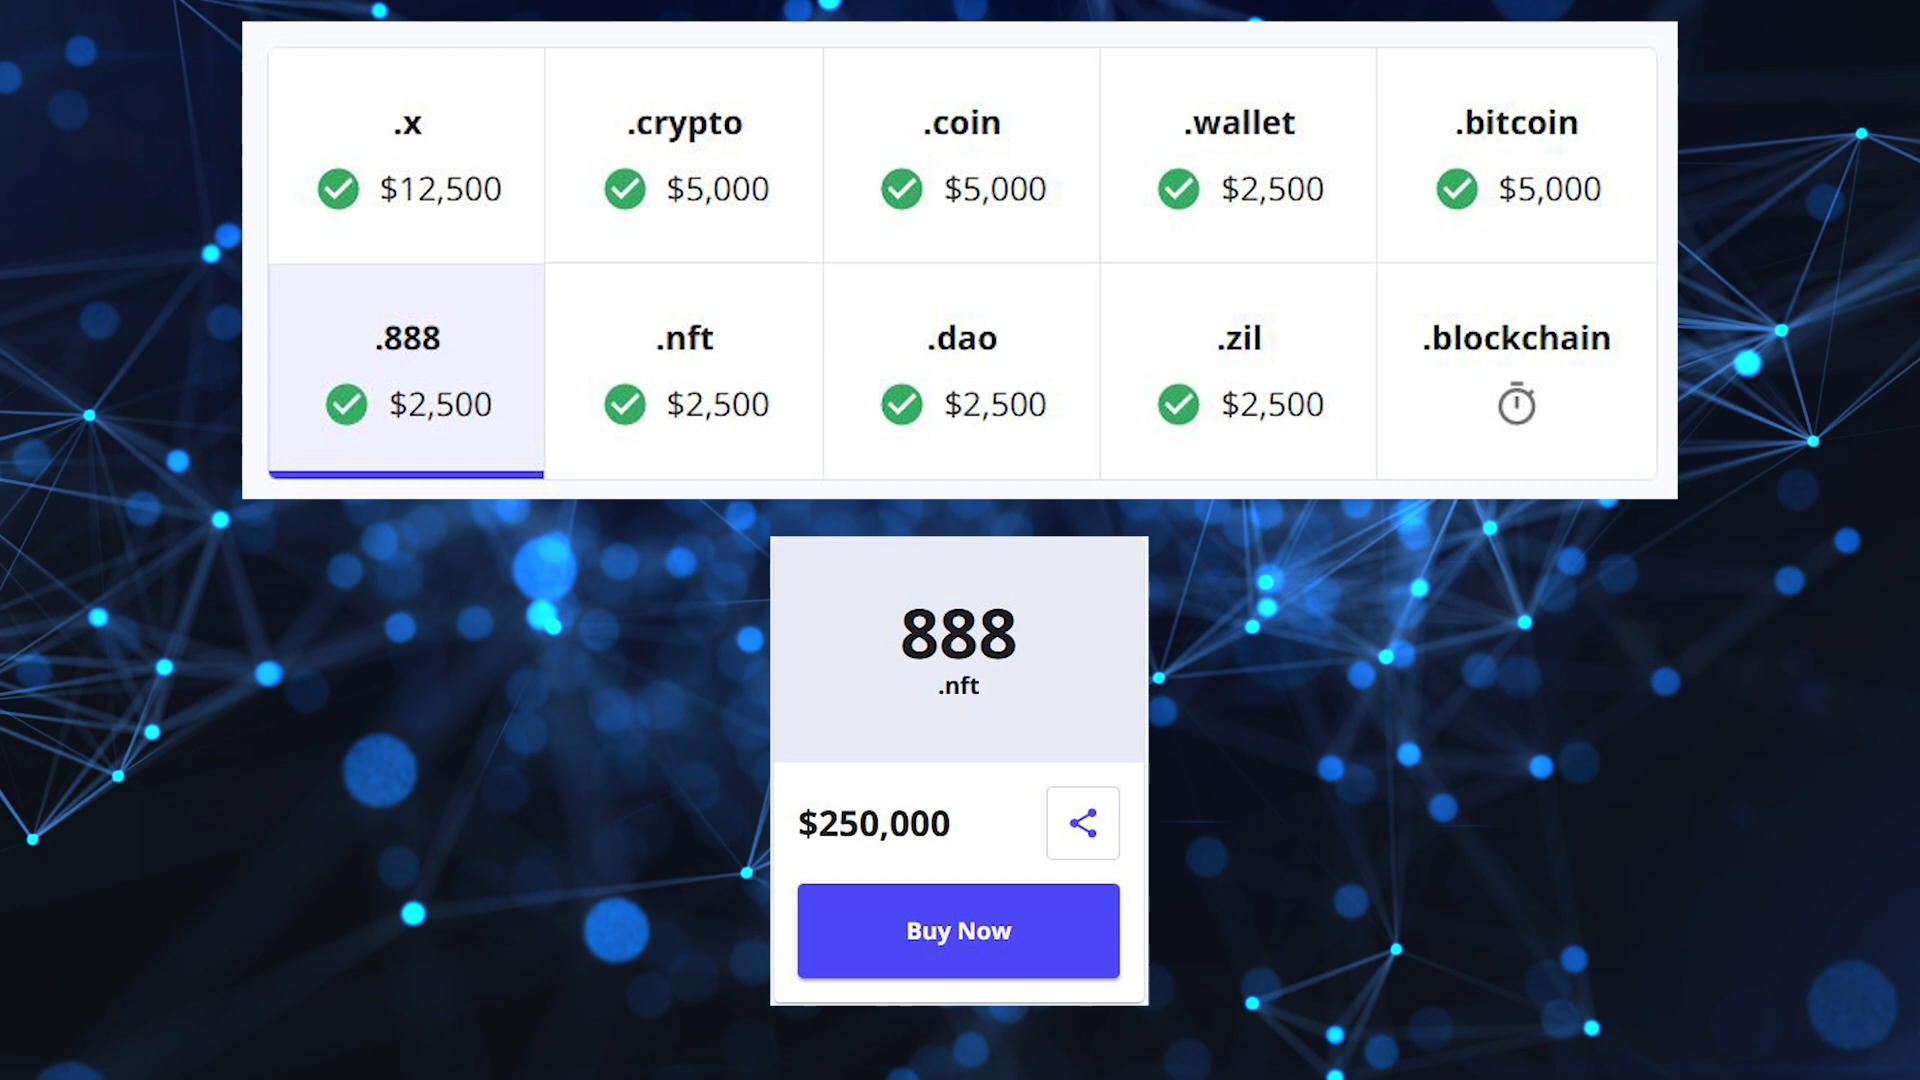 .x
$12,500
.crypto
$5,000
.coin
$5,000
.wallet
$2,500
.bitcoin
$5,000
.888
$2,500
.nft
$2,500
.dao
$2,500
.zil
$2,500
.blockchain
888
.nft
$250,000
Buy Now